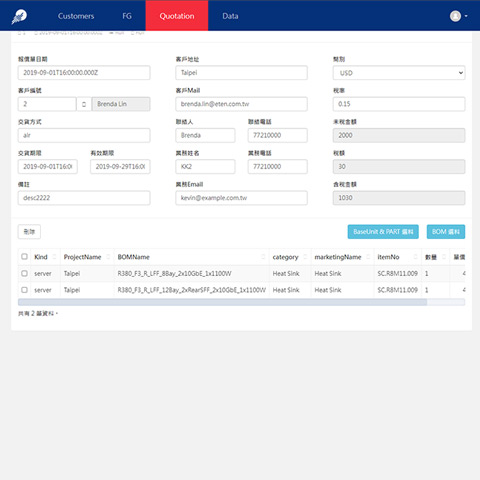 Customers FG Quotation Data
報價單日期 客戶地址 幣別
2019-09-01T16:00:00.000Z Taipei USD
客戶編號 客戶Mail 稅率
2 Brenda Lin brenda.lin@eten.com.tw 0.15
交貨方式 聯絡人 聯絡電話 未稅金額
air Brenda 77210000 2000
交貨期限 有效期限 業務姓名 業務電話 稅額
2019-09-01T16:0 2019-09-29T16:0 KK2 77210000 30
備註 業務Email 含稅金額
desc2222 kevin@example.com.tw 1030
刪除 BaseUnit & PART 備料 BOM 備料
Kind ProjectName BOMName category marketingName itemNo 數量 單價
server Taipei R380_F3_R_LFF_8Bay_2x10GbE_1x1100W Heat Sink Heat Sink SC.R8M11.009 1 4
server Taipei R380_F3_R_LFF_12Bay_2xRearSFF_2x10GbE_1x1100W Heat Sink Heat Sink SC.R8M11.009 1 4
共有 2 筆資料。